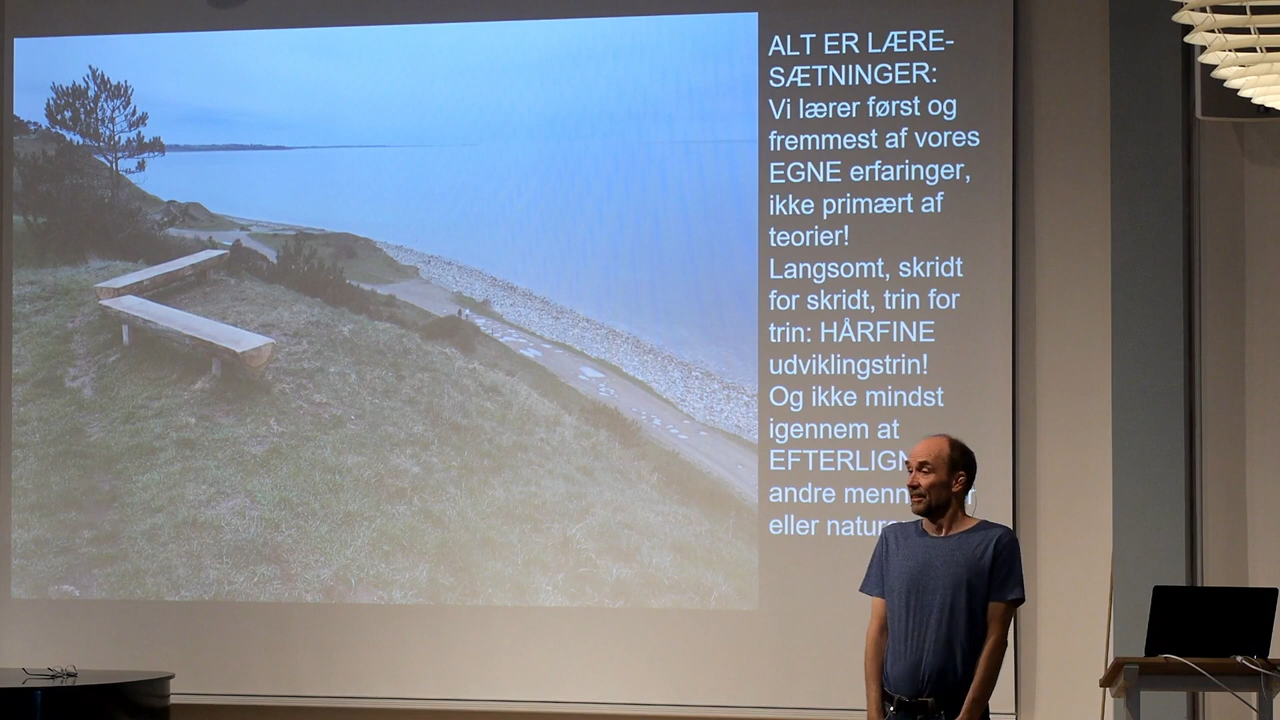 ALT ER LÆRE-
SÆTNINGER:
Vi lærer først og
fremmest af vores
EGNE erfaringer,
ikke primært af
teorier!
Langsomt, skridt
for skridt, trin for
trin: HÅRFINE
udviklingstrin!
Og ikke mindst
igennem at
andre
eller